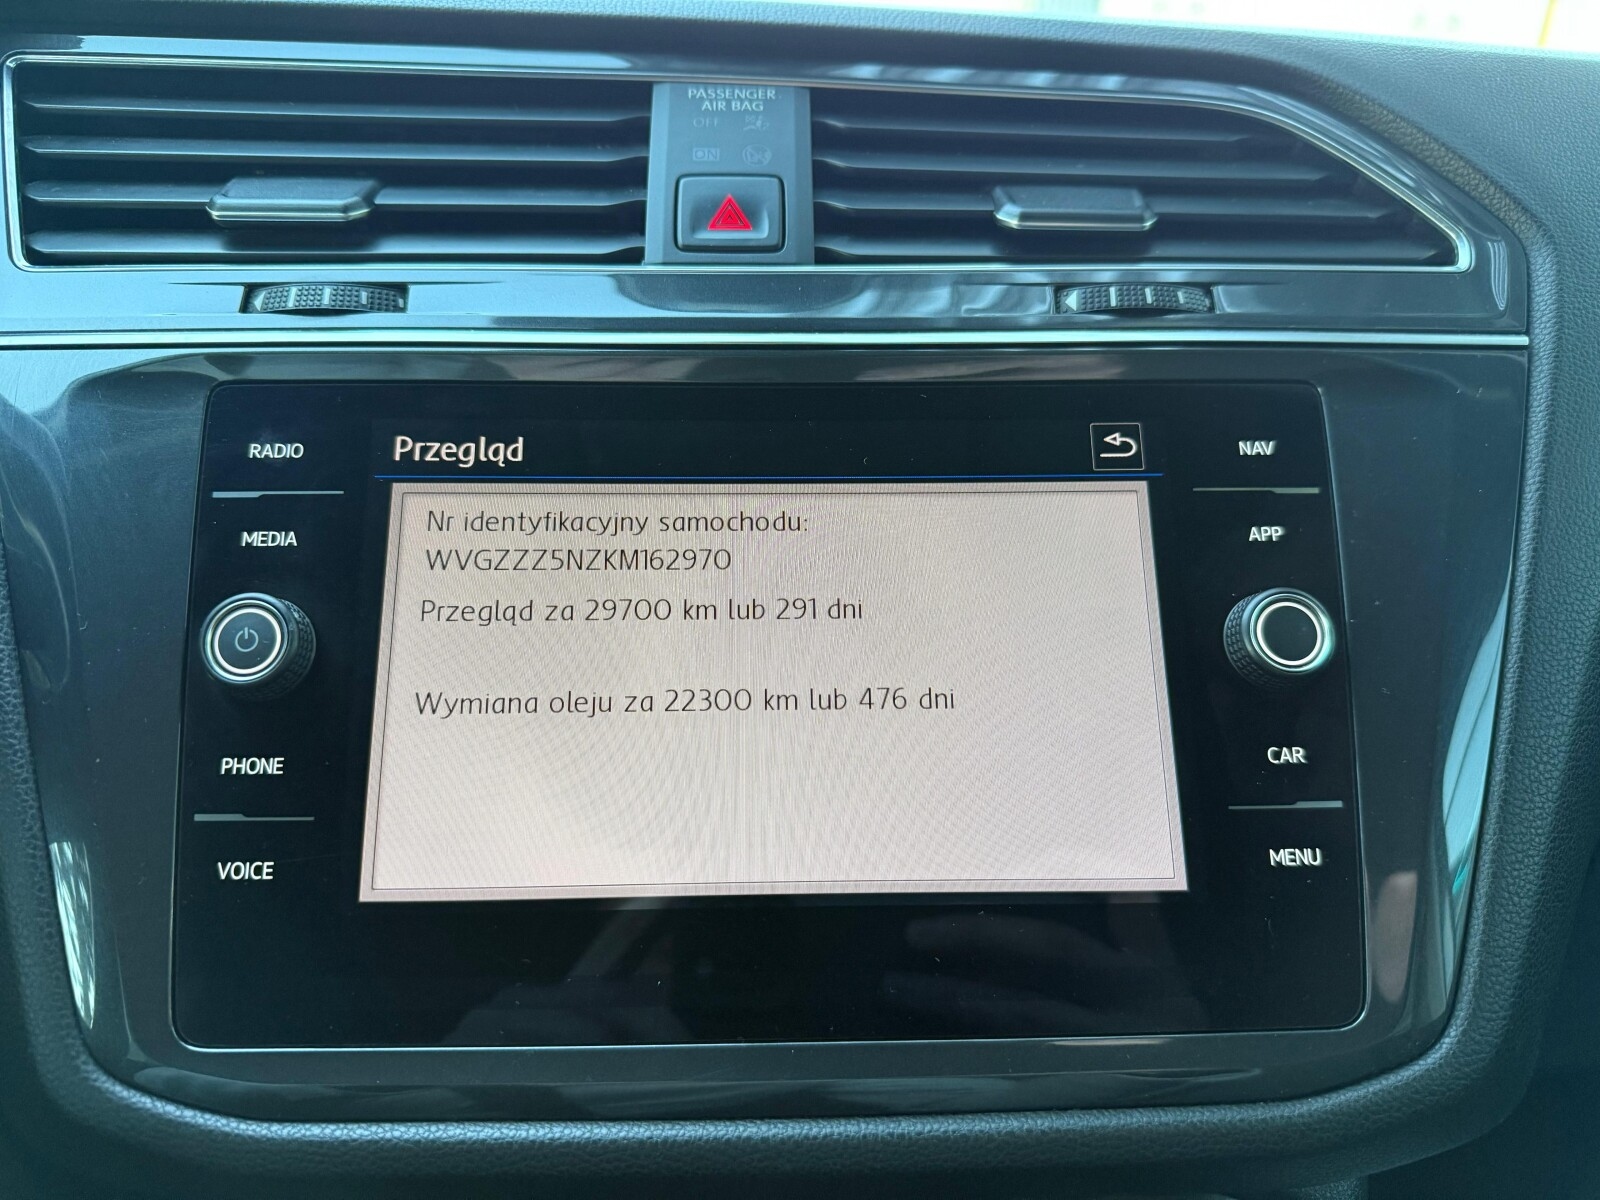 PASSENGER
AIR BAG
OFF
ON
RADIO
MEDIA
PHONE
VOICE
Przegląd
Nr identyfikacyjny samochodu:
WVGZZZ5NZKM162970
Przegląd za 29700 km lub 291 dni
Wymiana oleju za 22300 km lub 476 dni
NAV
APP
CAR
MENU